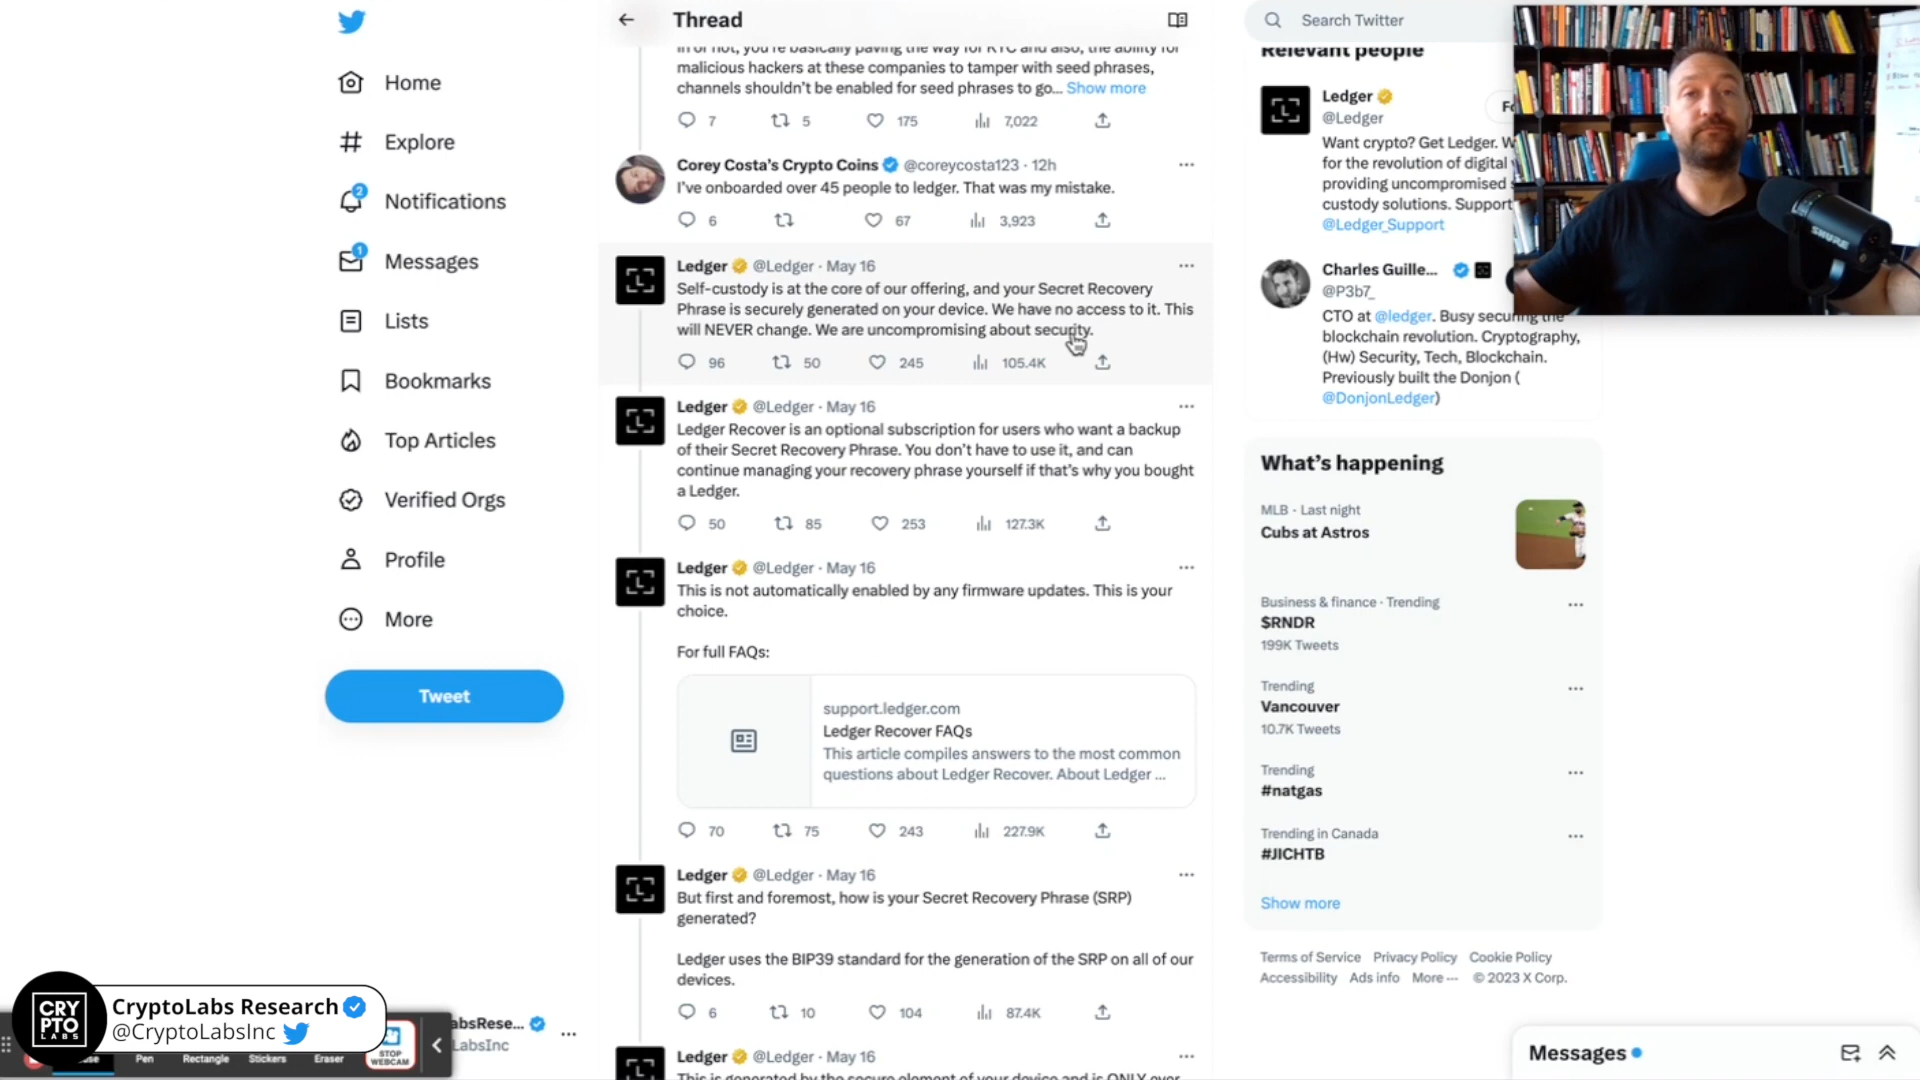 Home
Explore
2
Notifications
1
Messages
Lists
Bookmarks
Top Articles
Verified Orgs
Profile
More
Tweet
Thread
in or not, you're basically paving the way for KYC and also, the ability for
malicious hackers at these companies to tamper with seed phrases,
channels shouldn't be enabled for seed phrases to go... Show more
7 5 175 7,022
Corey Costa's Crypto Coins @coreycosta123 · 12h
I've onboarded over 45 people to ledger. That was my mistake.
6 67 3,923
Ledger @Ledger · May 16
Self-custody is at the core of our offering, and your Secret Recovery
Phrase is securely generated on your device. We have no access to it. This
will NEVER change. We are uncompromising about security.
96 50 245 105.4K
Ledger @Ledger · May 16
Ledger Recover is an optional subscription for users who want a backup
of their Secret Recovery Phrase. You don't have to use it, and can
continue managing your recovery phrase yourself if that's why you bought
a Ledger.
50 85 253 127.3K
Ledger @Ledger · May 16
This is not automatically enabled by any firmware updates. This is your
choice.
For full FAQs:
support.ledger.com
Ledger Recover FAQs
This article compiles answers to the most common
questions about Ledger Recover. About Ledger ...
70 75 243 227.9K
Ledger @Ledger · May 16
But first and foremost, how is your Secret Recovery Phrase (SRP)
generated?
Ledger uses the BIP39 standard for the generation of the SRP on all of our
devices.
6 10 104 87.4K
Ledger @Ledger · May 16
This is generated by the secure element of your device and is ONLY ever
Search Twitter
Relevant people
Ledger
@Ledger
Want crypto? Get Ledger. W
for the revolution of digital
providing uncompromised s
custody solutions. Support
@Ledger_Support
Charles Guille...
@P3b7_
CTO at @ledger. Busy securing the
blockchain revolution. Cryptography,
(Hw) Security, Tech, Blockchain.
Previously built the Donjon (
@DonjonLedger)
SHURE
What's happening
MLB · Last night
Cubs at Astros
Business & finance · Trending
$RNDR
199K Tweets
Trending
Vancouver
10.7K Tweets
Trending
#natgas
Trending in Canada
#JICHTB
Show more
Terms of Service Privacy Policy Cookie Policy
Accessibility Ads info More ··· © 2023 X Corp.
Messages
CRY
PTO
LABS
CryptoLabs Research
@CryptoLabsInc
absRese...
LabsInc
Pen Rectangle Stickers Eraser
STOP
WEBCAM